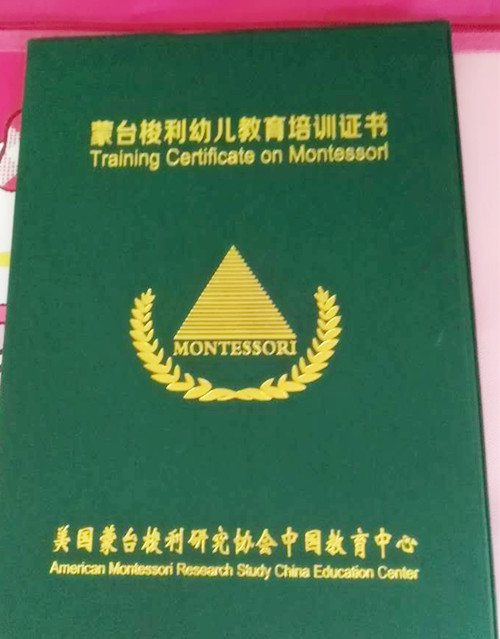 蒙台梭利幼儿教育培训证书
Training Certificate on Montessori
MONTESSORI
美国蒙台梭利研究协会中国教育中心
American Montessori Research Study China Education Center